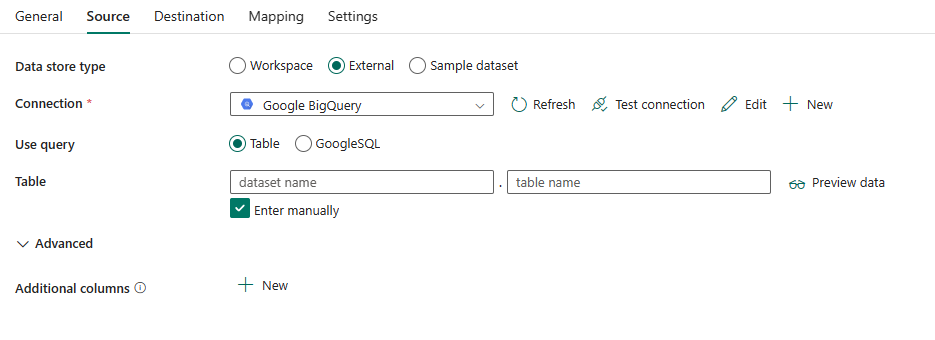 General Source Destination Mapping Settings
Data store type Workspace External Sample dataset
Connection * Google BigQuery Refresh Test connection Edit New
Use query Table GoogleSQL
Table dataset name . table name Preview data
Enter manually
Advanced
Additional columns New